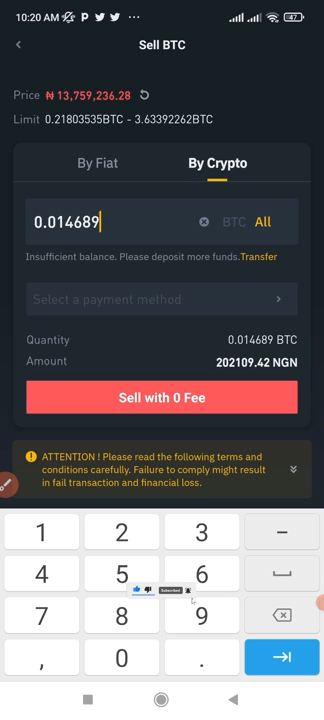 10:20 AM
47
Sell BTC
Price ₦ 13,759,236.28
Limit 0.21803535BTC - 3.63392262BTC
By Fiat By Crypto
0.014689 BTC All
Insufficient balance. Please deposit more funds.Transfer
Select a payment method
Quantity 0.014689 BTC
Amount 202109.42 NGN
Sell with 0 Fee
ATTENTION ! Please read the following terms and
conditions carefully. Failure to comply might result
in fail transaction and financial loss.
1 2 3 –
4 5 6
Subscribed
7 8 9
, 0 .